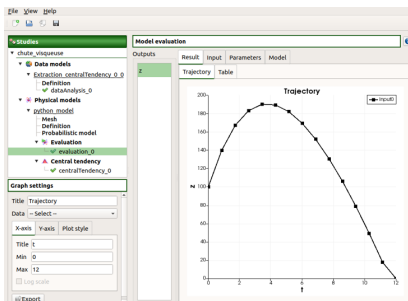 File View Help
Studies
chute_visqueuse
Data models
Extraction_centralTendency_0_0
Definition
dataAnalysis_0
Physical models
python_model
Mesh
Definition
Probabilistic model
Evaluation
evaluation_0
Central tendency
centralTendency_0
Graph settings
Title Trajectory
Data -- Select --
X-axis Y-axis Plot style
Title t
Min 0
Max 12
Log scale
Export
Model evaluation
Outputs
z
Result Input Parameters Model
Trajectory Table
Trajectory
Input0
200
180
160
140
120
100
80
60
40
20
0
z
0 2 4 6 8 10 12
t